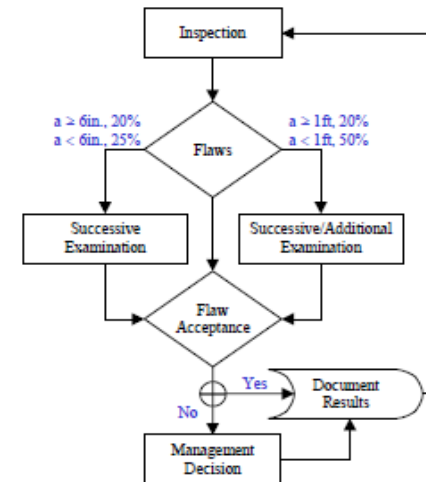 Inspection
a ≥ 6in., 20%
a < 6in., 25%
a ≥ 1ft, 20%
a < 1ft, 50%
Flaws
Successive
Examination
Successive/Additional
Examination
Flaw
Acceptance
Yes
No
Document
Results
Management
Decision